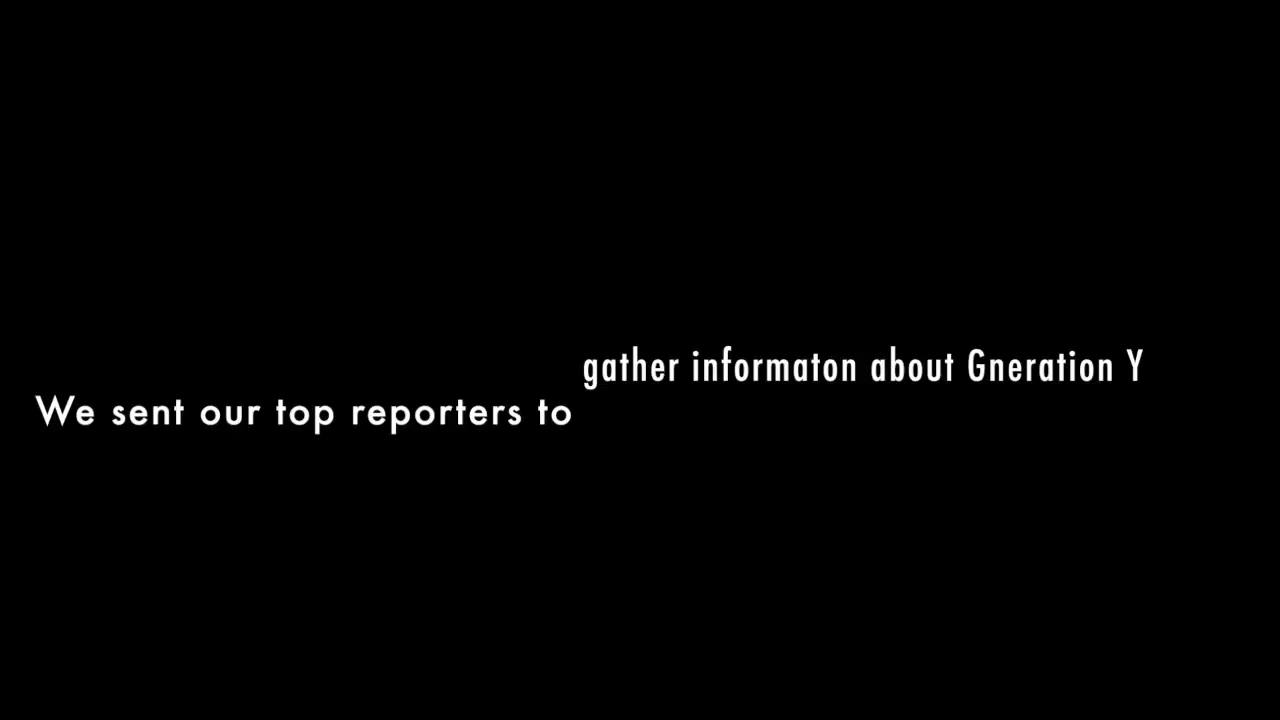 We sent our top reporters to
gather informaton about Gneration Y